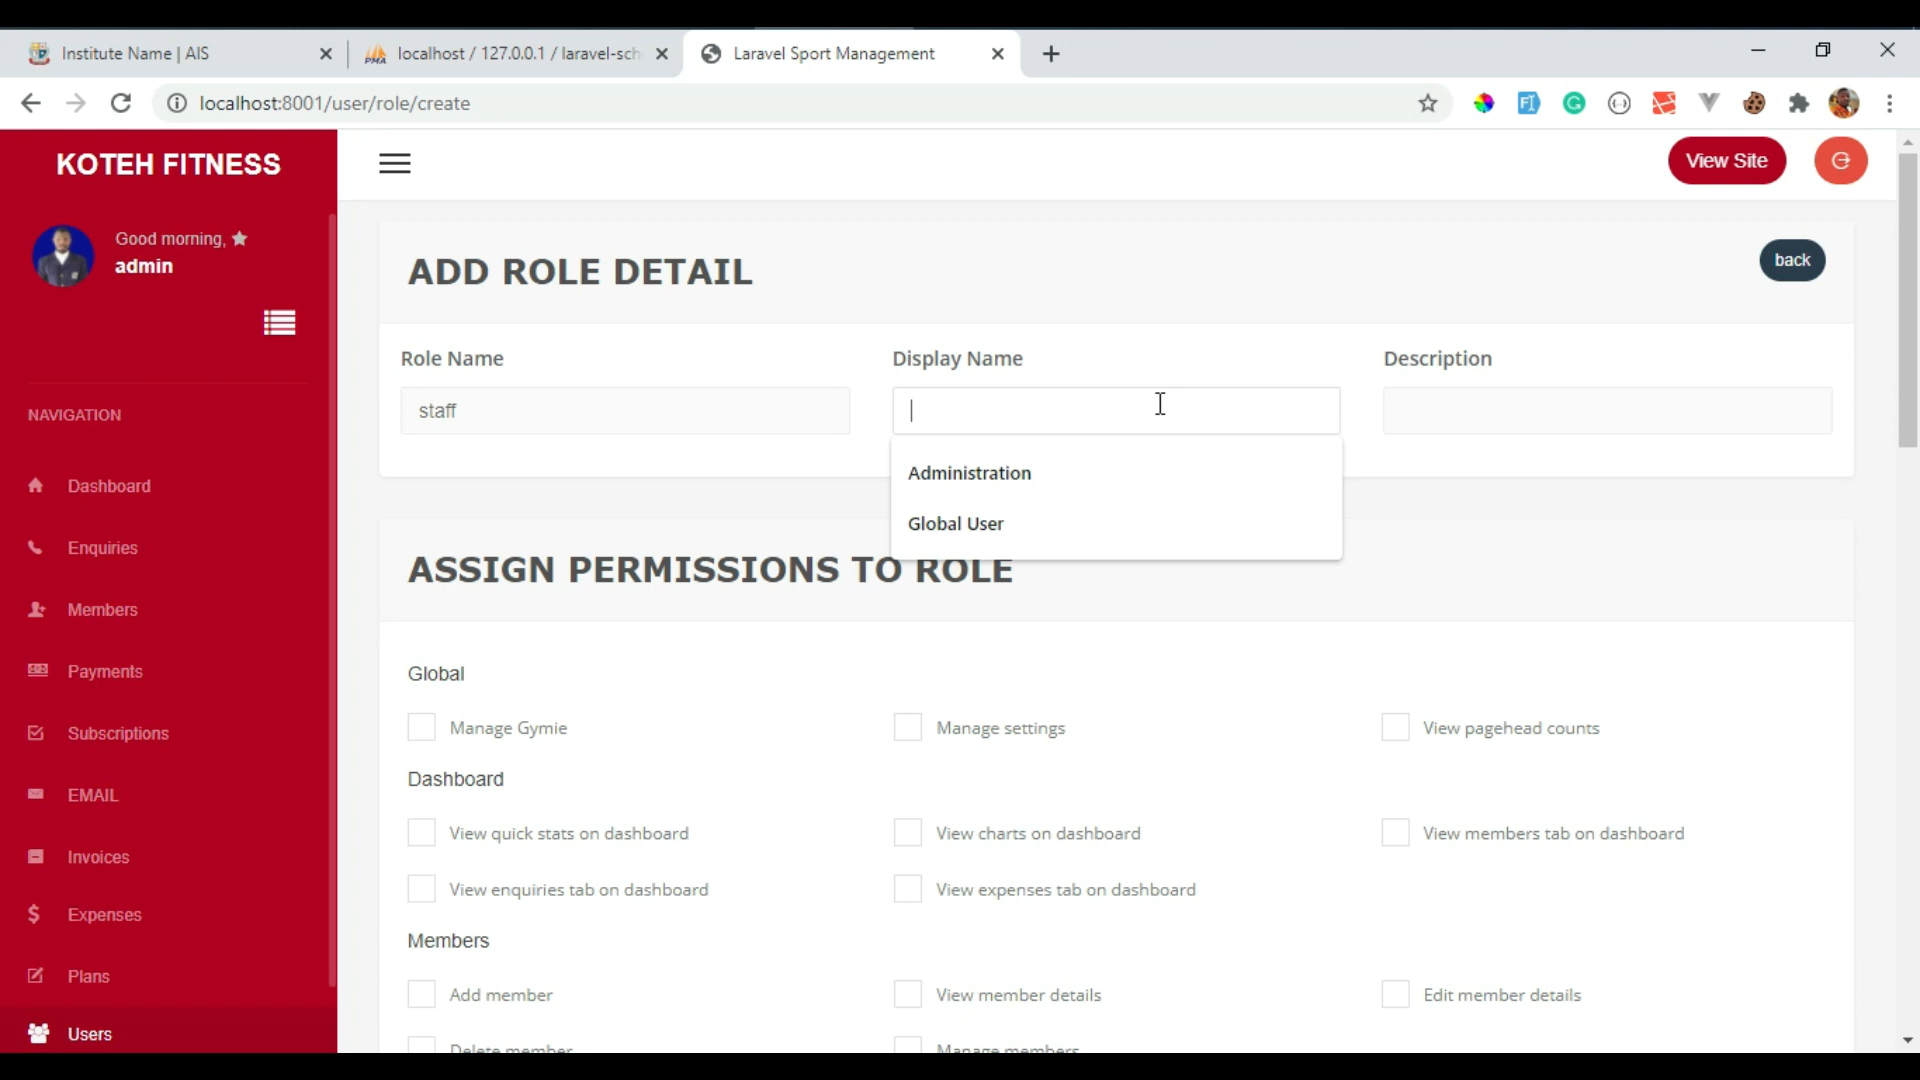 Institute Name | AIS
localhost / 127.0.0.1 / laravel-sch
Laravel Sport Management
localhost:8001/user/role/create
KOTEH FITNESS
View Site
Good morning,
admin
ADD ROLE DETAIL
back
Role Name
Display Name
Description
staff
Administration
Global User
NAVIGATION
Dashboard
Enquiries
Members
Payments
Subscriptions
EMAIL
Invoices
Expenses
Plans
Users
ASSIGN PERMISSIONS TO ROLE
Global
Manage Gymie
Manage settings
View pagehead counts
Dashboard
View quick stats on dashboard
View charts on dashboard
View members tab on dashboard
View enquiries tab on dashboard
View expenses tab on dashboard
Members
Add member
View member details
Edit member details
Delete member
Manage members